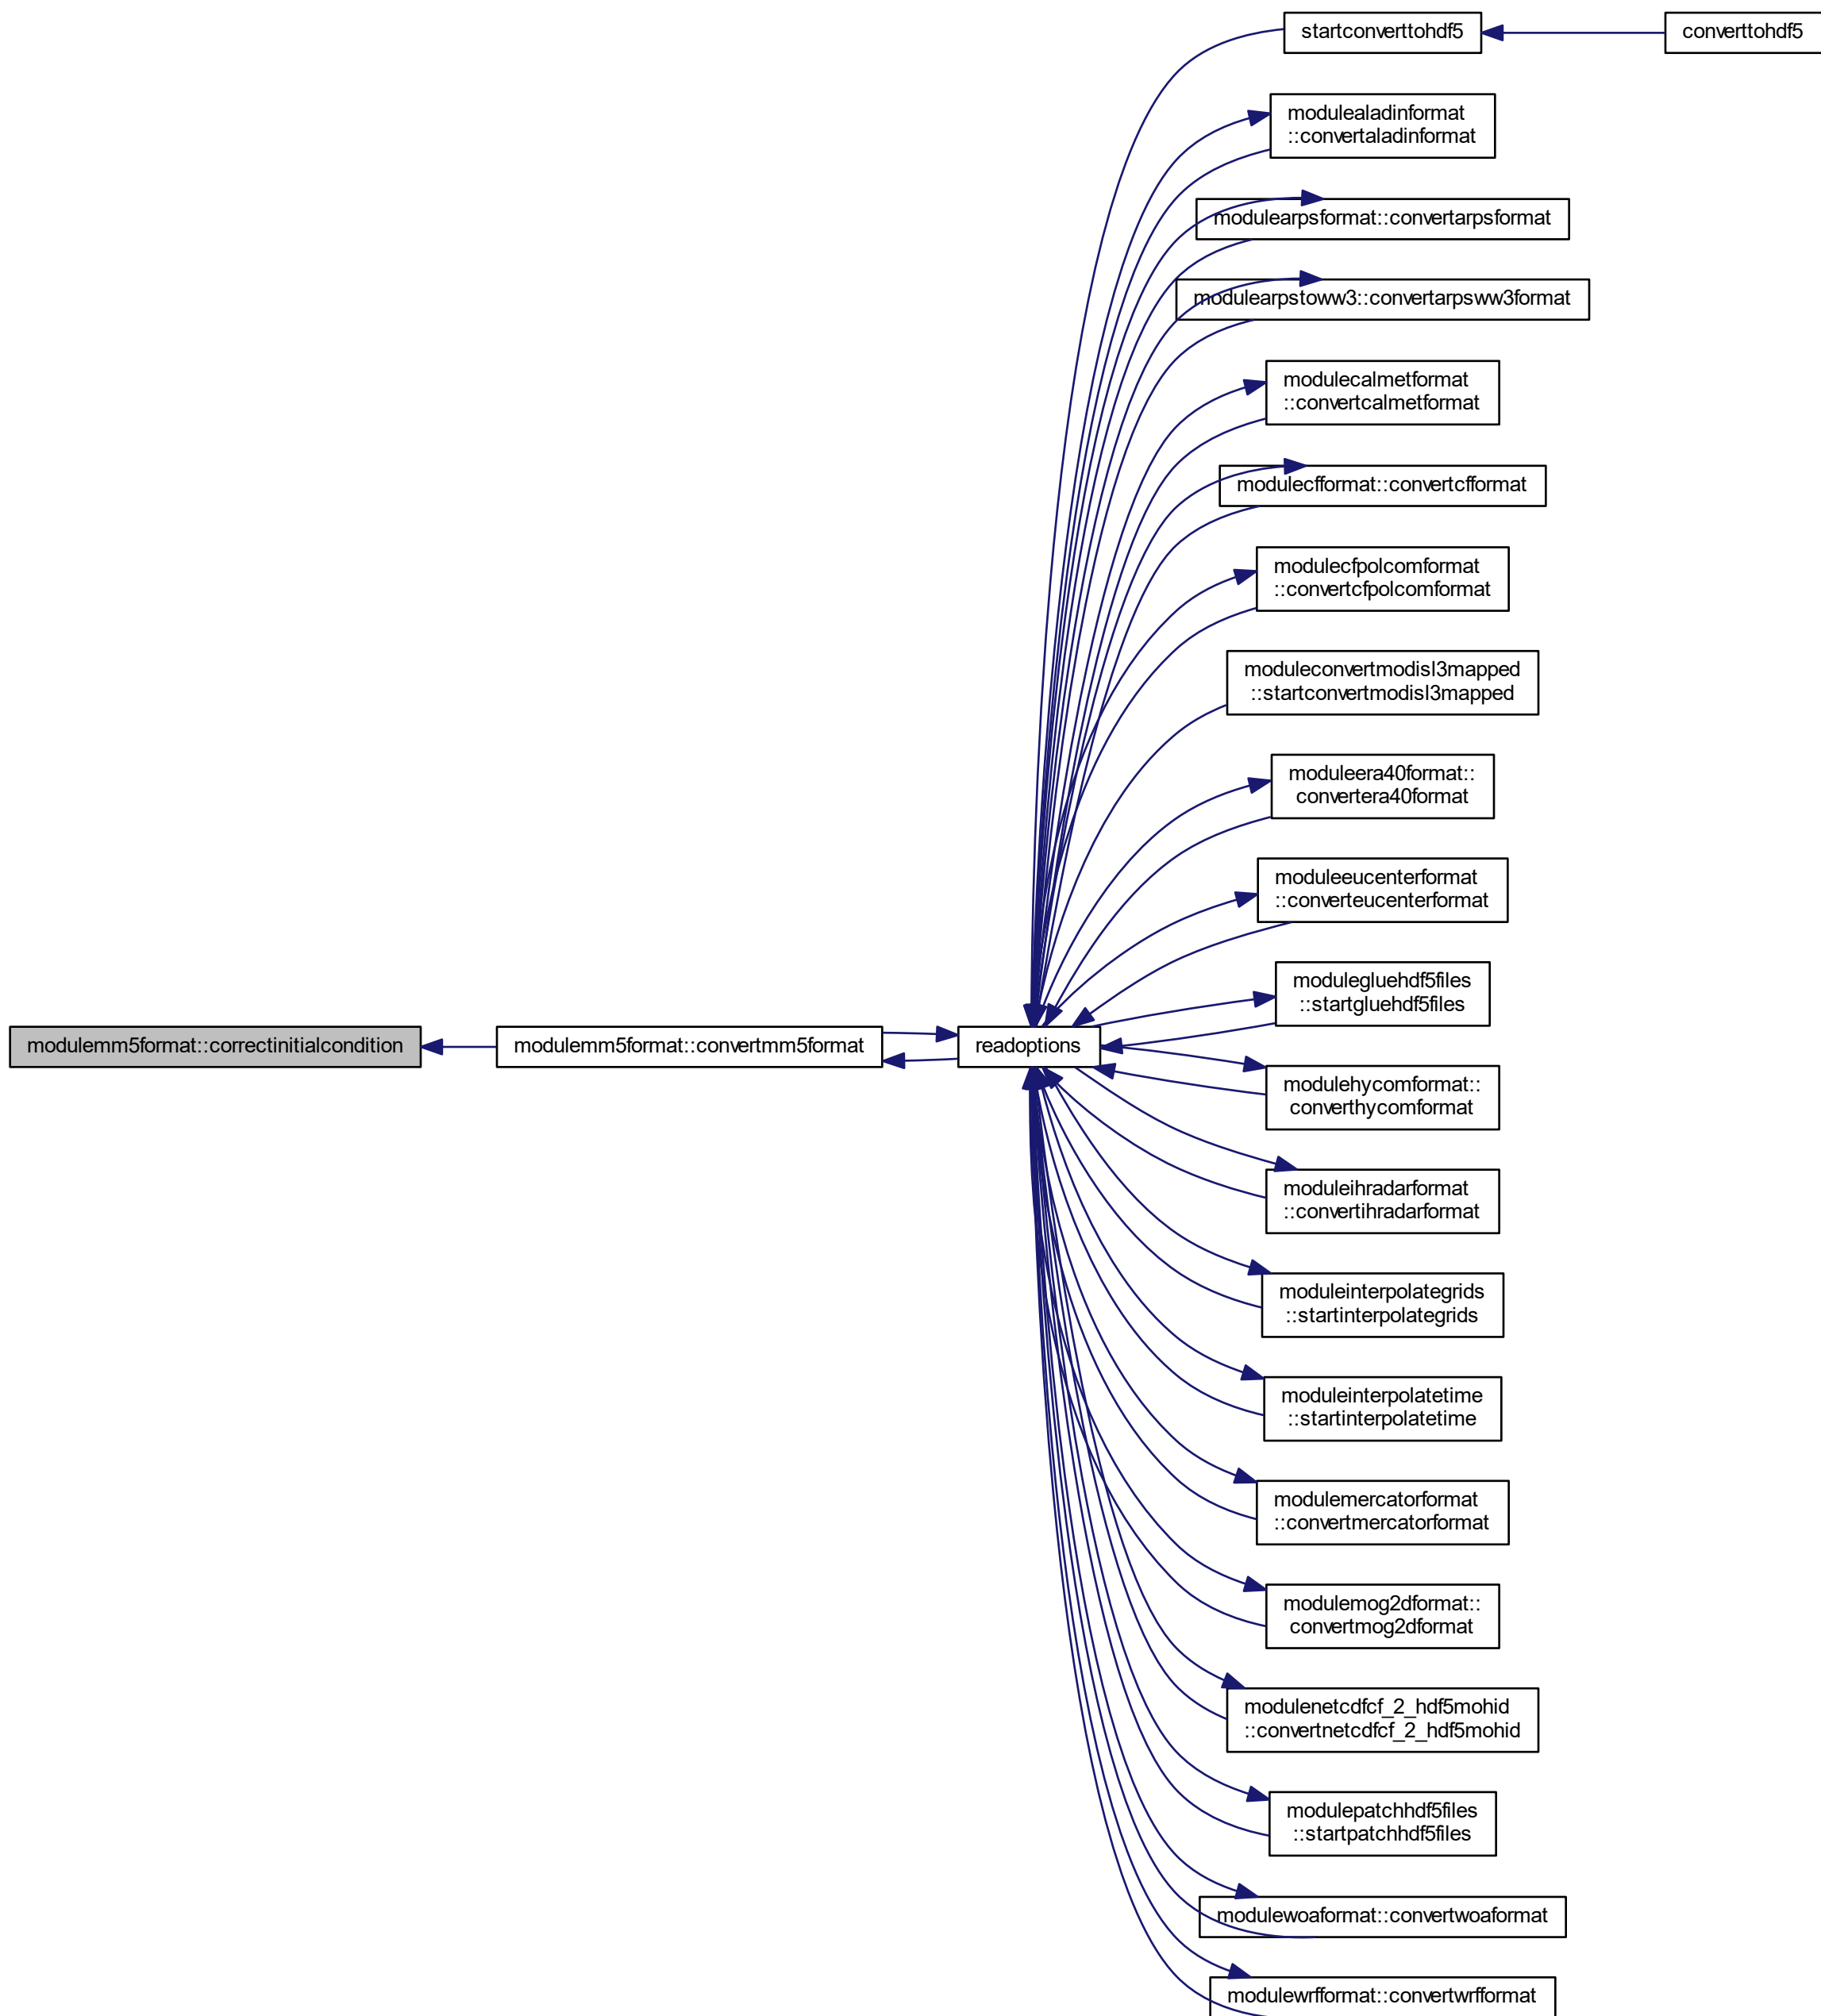 startconverttohdf5
converttohdf5
modulealadinformat
::convertaladinformat
modulearpsformat::convertarpsformat
modulearpstoww3::convertarpsww3format
modulecalmetformat
::convertcalmetformat
modulecfformat::convertcfformat
modulecfpolcomformat
::convertcfpolcomformat
moduleconvertmodisl3mapped
::startconvertmodisl3mapped
moduleera40format::
convertera40format
moduleeucenterformat
::converteucenterformat
modulegluehdf5files
::startgluehdf5files
modulemm5format::correctinitialcondition
modulemm5format::convertmm5format
readoptions
modulehycomformat::
converthycomformat
moduleihradarformat
::convertihradarformat
moduleinterpolategrids
::startinterpolategrids
moduleinterpolatetime
::startinterpolatetime
modulemercatorformat
::convertmercatorformat
modulemog2dformat::
convertmog2dformat
modulenetcdfcf_2_hdf5mohid
::convertnetcdfcf_2_hdf5mohid
modulepatchhdf5files
::startpatchhdf5files
modulewoaformat::convertwoaformat
modulewrfformat::convertwrfformat